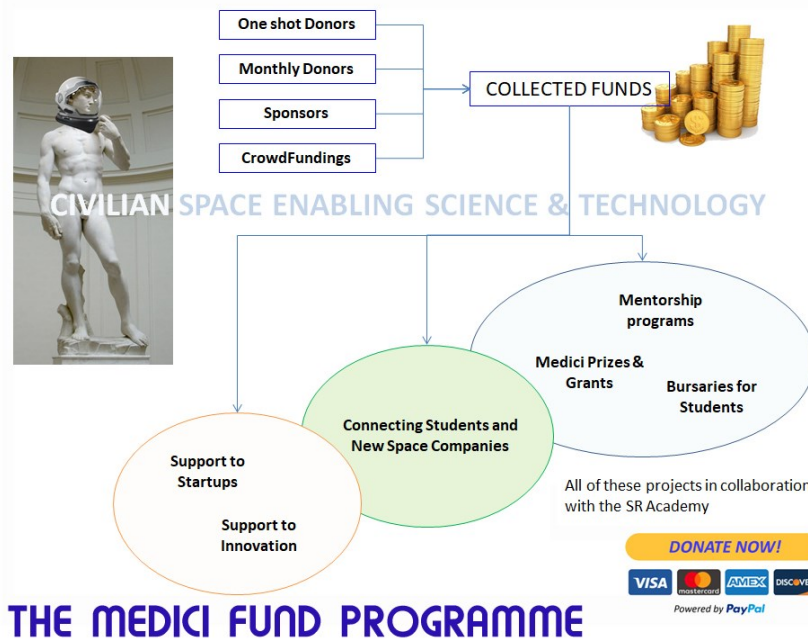 One shot Donors
Monthly Donors
Sponsors
CrowdFundings
COLLECTED FUNDS
CIVILIAN SPACE ENABLING SCIENCE & TECHNOLOGY
Mentorship
programs
Medici Prizes &
Grants
Bursaries for
Students
Connecting Students and
New Space Companies
Support to
Startups
Support to
Innovation
All of these projects in collaboration
with the SR Academy
DONATE NOW!
VISA
mastercard
AMEX
DISCOVE
Powered by PayPal
THE MEDICI FUND PROGRAMME